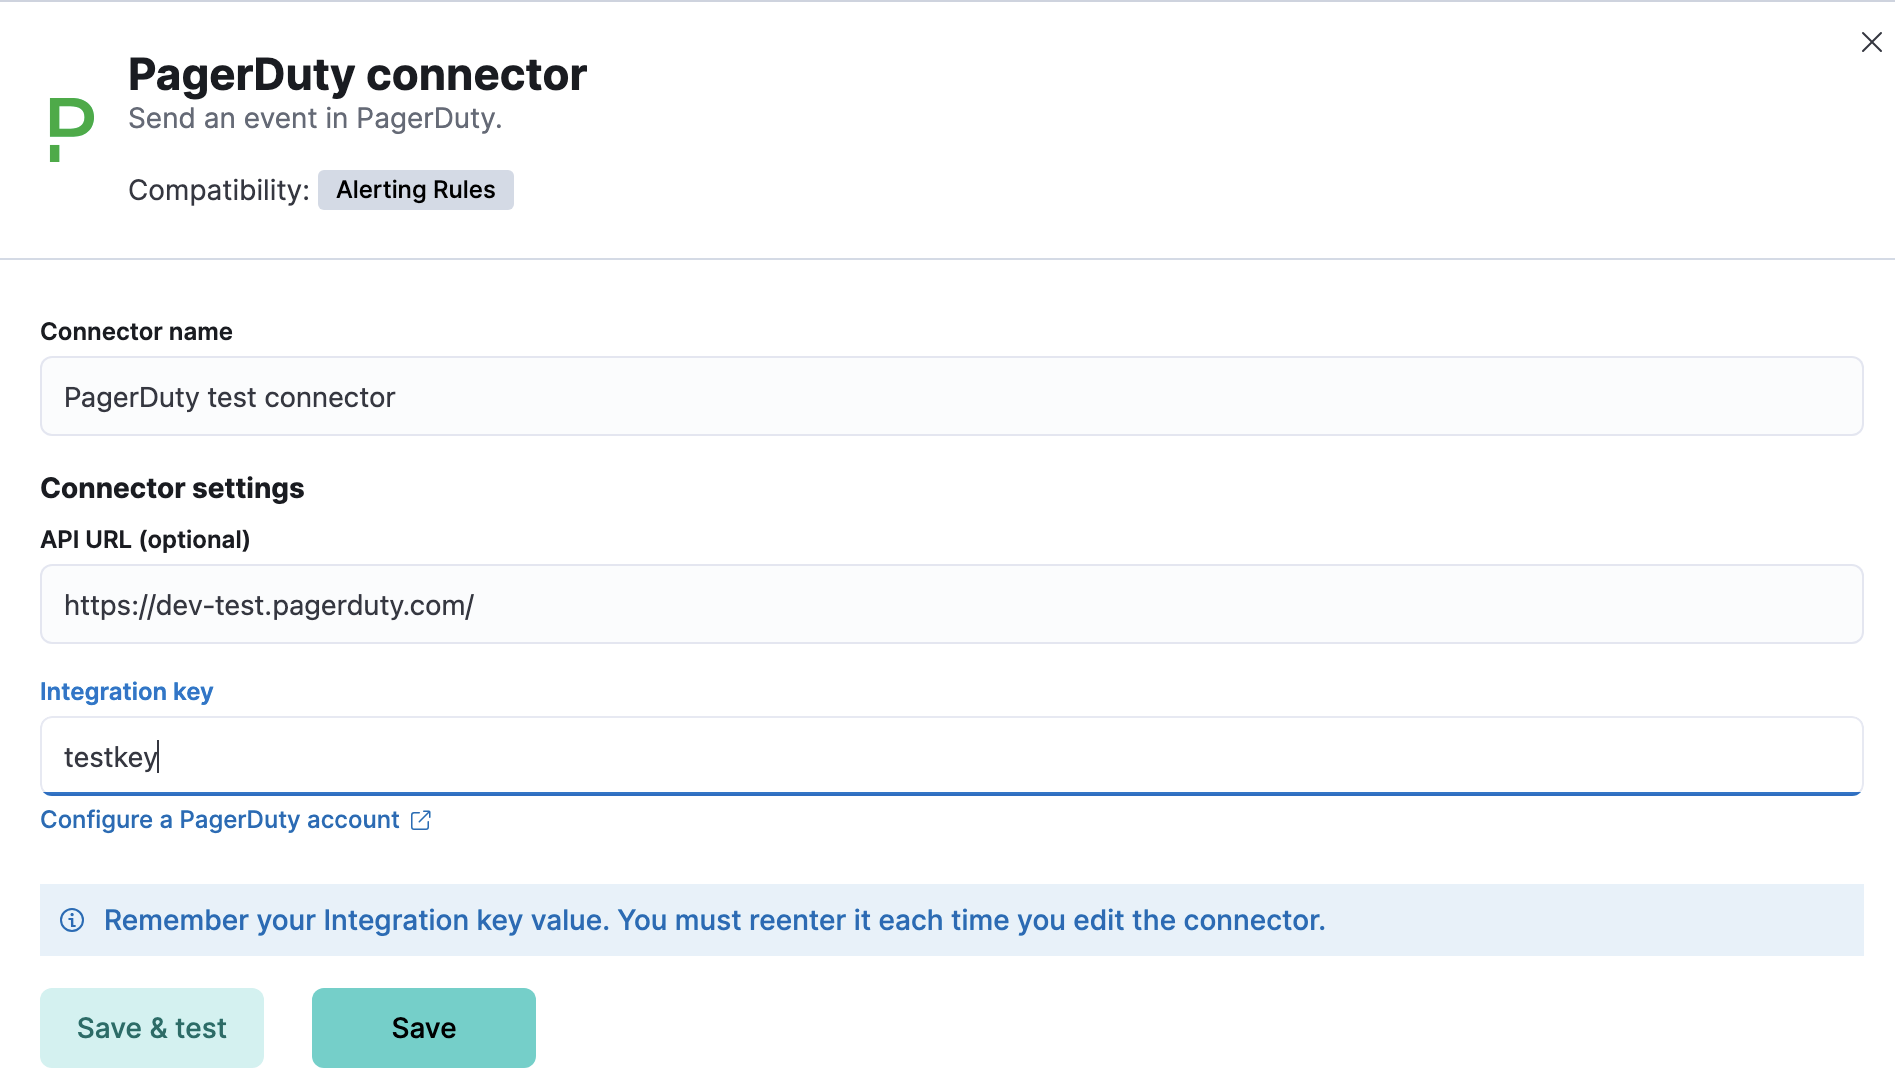 PagerDuty connector
Send an event in PagerDuty.
Compatibility: Alerting Rules
Connector name
PagerDuty test connector
Connector settings
API URL (optional)
https://dev-test.pagerduty.com/
Integration key
testkey
Configure a PagerDuty account
Remember your Integration key value. You must reenter it each time you edit the connector.
Save & test Save